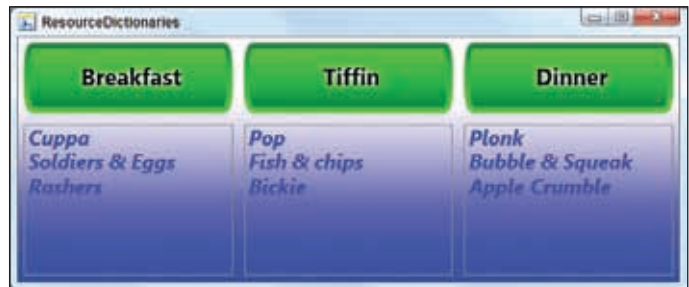 ResourceDictionaries
Breakfast
Tiffin
Dinner
Cuppa
Soldiers & Eggs
Rashers
Pop
Fish & chips
Bickie
Plonk
Bubble & Squeak
Apple Crumble